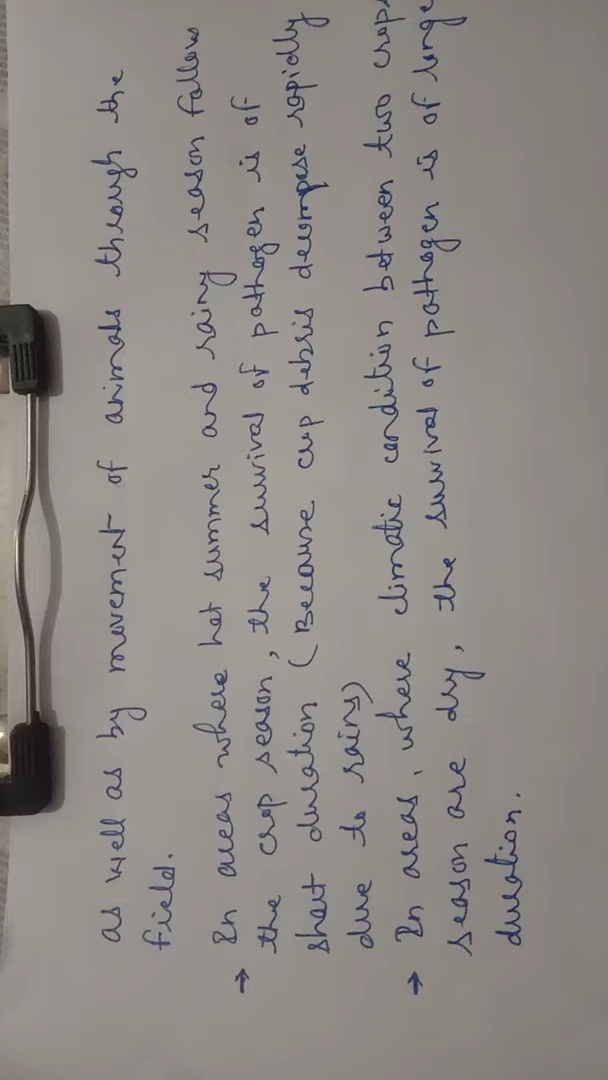 as well as by movement of animals through the
field.
→ In areas where hot summer and rainy season follow
the crop season, the survival of pathogen is of
short duration (Because crop debris decompose rapidly
due to rains)
→ In areas, where climatic condition between two crops
season are dry, the survival of pathogen is of longe
duration.